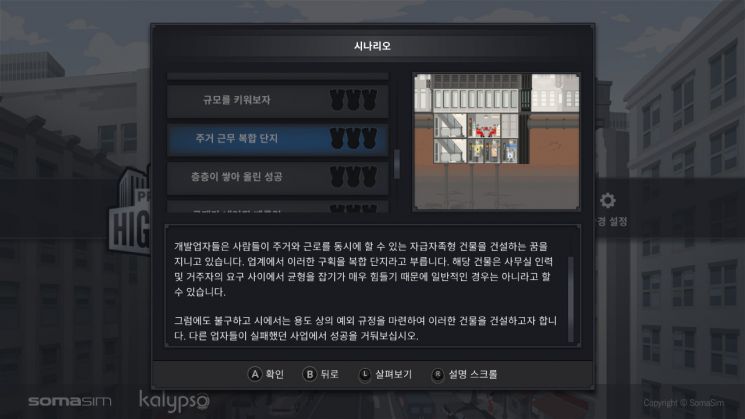 시나리오
규모를 키워보자
주거 근무 복합 단지
층층이 쌓아 올린 성공
PR
HIG
경 설정
개발업자들은 사람들이 주거와 근로를 동시에 할 수 있는 자급자족형 건물을 건설하는 꿈을
지니고 있습니다. 업계에서 이러한 구획을 복합 단지라고 부릅니다. 해당 건물은 사무실 인력
및 거주자의 요구 사이에서 균형을 잡기가 매우 힘들기 때문에 일반적인 경우는 아니라고 할
수 있습니다.
그럼에도 불구하고 시에서는 용도 상의 예외 규정을 마련하여 이러한 건물을 건설하고자 합니
다. 다른 업자들이 실패했던 사업에서 성공을 거둬보십시오.
A 확인 B 뒤로 L 살펴보기 R 설명 스크롤
somasim kalypso
Copyright © SomaSim